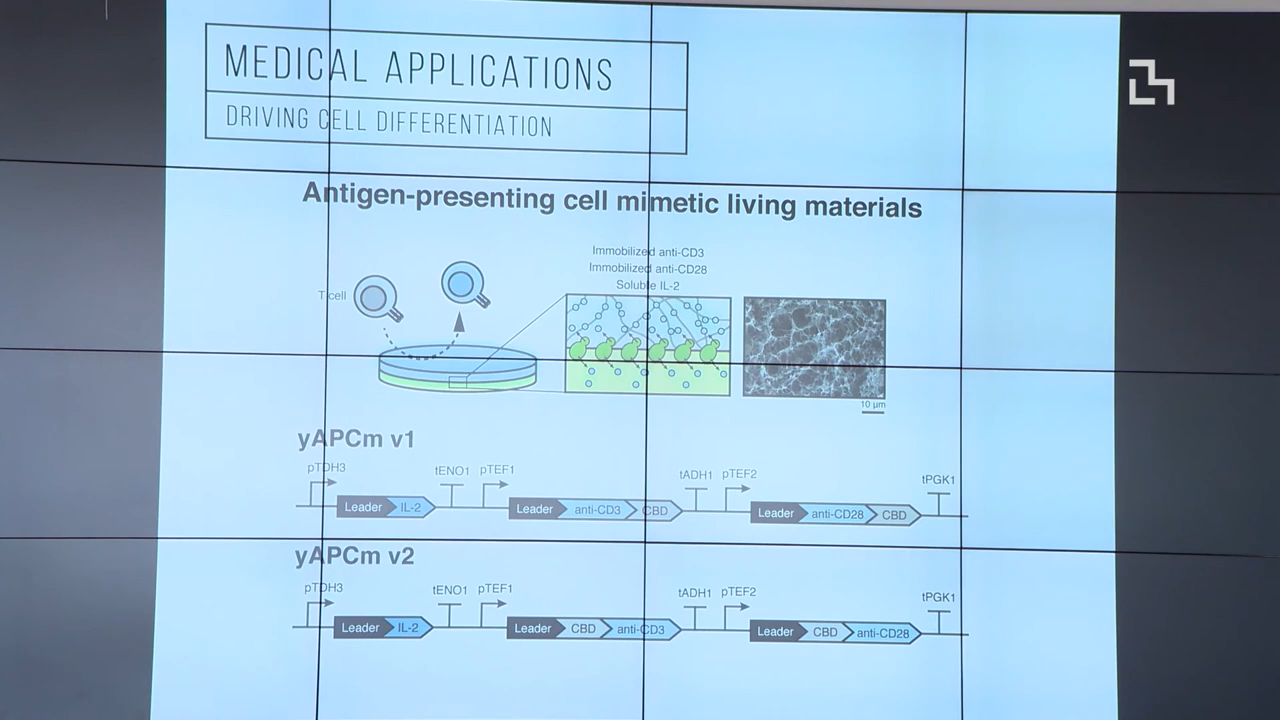 MEDICAL APPLICATIONS
DRIVING CELL DIFFERENTIATION
Antigen-presenting cell mimetic living materials
Immobilized anti-CD3
Immobilized anti-CD28
Soluble IL-2
T cell
10 µm
yAPCm v1
pTDH3 tENO1 pTEF1 tADH1 pTEF2 tPGK1
Leader IL-2 Leader anti-CD3 CBD Leader anti-CD28 CBD
yAPCm v2
pTDH3 tENO1 pTEF1 tADH1 pTEF2 tPGK1
Leader IL-2 Leader CBD anti-CD3 Leader CBD anti-CD28